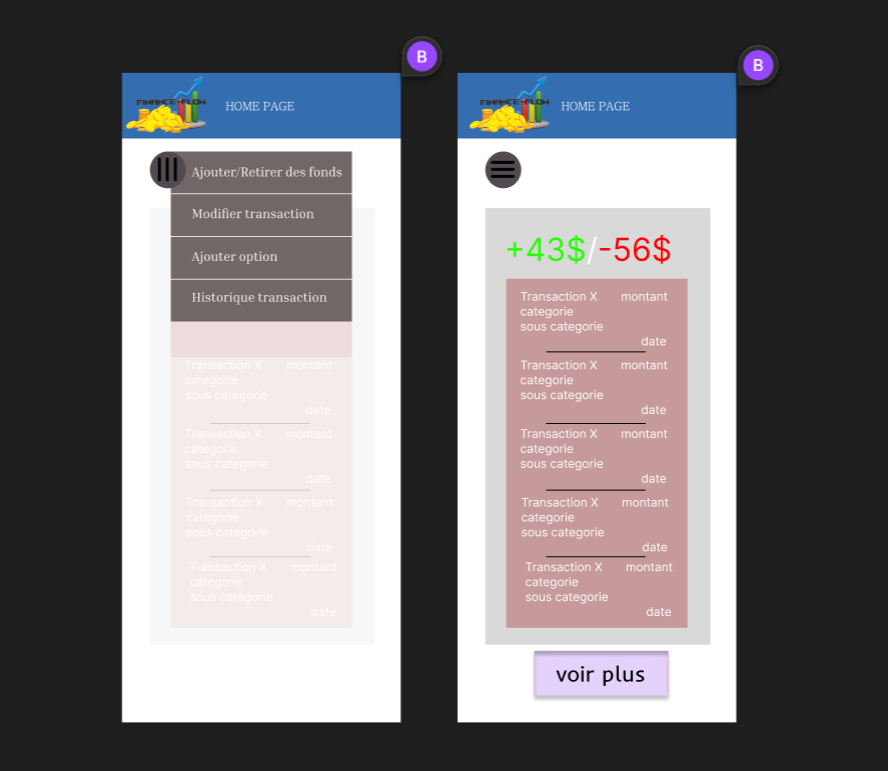 B
FINANCE-FLOW
HOME PAGE
Ajouter/Retirer des fonds
Modifier transaction
Ajouter option
Historique transaction
Transaction X montant
categorie
sous categorie
date
Transaction X montant
categorie
sous categorie
date
Transaction X montant
categorie
sous categorie
date
Transaction X montant
categorie
sous categorie
date
B
FINANCE-FLOW
HOME PAGE
+43$/-56$
Transaction X montant
categorie
sous categorie
date
Transaction X montant
categorie
sous categorie
date
Transaction X montant
categorie
sous categorie
date
Transaction X montant
categorie
sous categorie
date
Transaction X montant
categorie
sous categorie
date
voir plus